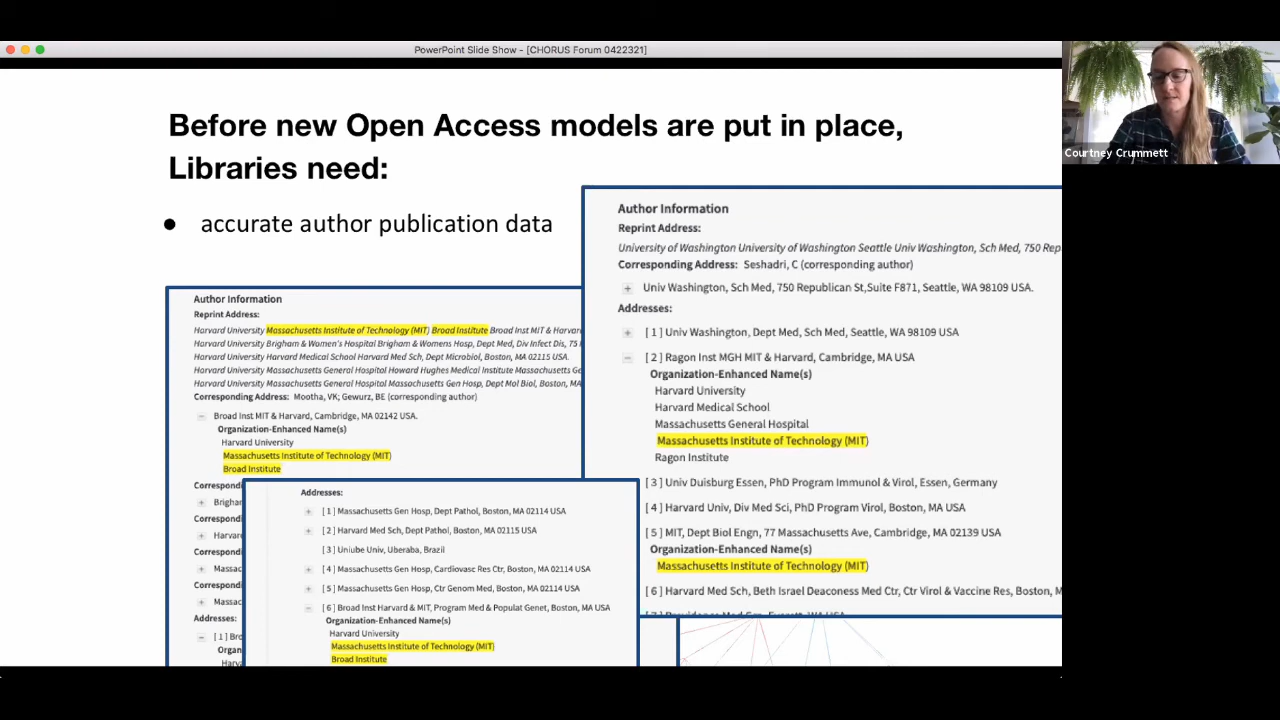 PowerPoint Slide Show - [CHORUS Forum 0422321]
Courtney Crummett
Before new Open Access models are put in place,
Libraries need:
● accurate author publication data
Author Information
Reprint Address:
Harvard University Massachusetts Institute of Technology (MIT) Broad Institute Broad Inst MIT & Harvar
Harvard University Brigham & Women's Hospital Brigham & Womens Hosp, Dept Med, Div Infect Dis, 75
Harvard University Harvard Medical School Harvard Med Sch, Dept Microbiol, Boston, MA 02115 USA.
Harvard University Massachusetts General Hospital Howard Hughes Medical Institute Massachusetts Ge
Harvard University Massachusetts General Hospital Massachusetts Gen Hosp, Dept Mol Biol, Boston, MA
Corresponding Address: Mootha, VK; Gewurz, BE (corresponding author)
Broad Inst MIT & Harvard, Cambridge, MA 02142 USA.
Organization-Enhanced Name(s)
Harvard University
Massachusetts Institute of Technology (MIT)
Broad Institute
Correspondi
Brighar
Correspondi
Harvar
Correspondi
Massac
Correspondi
Massac
Addresses:
[ 1 ] Bro
Organ
Harva
Addresses:
[ 1 ] Massachusetts Gen Hosp, Dept Pathol, Boston, MA 02114 USA
[ 2 ] Harvard Med Sch, Dept Pathol, Boston, MA 02115 USA
[ 3 ] Uniube Univ, Uberaba, Brazil
[ 4 ] Massachusetts Gen Hosp, Cardiovasc Res Ctr, Boston, MA 02114 USA
[ 5 ] Massachusetts Gen Hosp, Ctr Genom Med, Boston, MA 02114 USA
[ 6 ] Broad Inst Harvard & MIT, Program Med & Populat Genet, Boston, MA USA
Organization-Enhanced Name(s)
Harvard University
Massachusetts Institute of Technology (MIT)
Broad Institute
Author Information
Reprint Address:
University of Washington University of Washington Seattle Univ Washington, Sch Med, 750 Rep
Corresponding Address: Seshadri, C (corresponding author)
Univ Washington, Sch Med, 750 Republican St,Suite F871, Seattle, WA 98109 USA.
Addresses:
[ 1 ] Univ Washington, Dept Med, Sch Med, Seattle, WA 98109 USA
[ 2 ] Ragon Inst MGH MIT & Harvard, Cambridge, MA USA
Organization-Enhanced Name(s)
Harvard University
Harvard Medical School
Massachusetts General Hospital
Massachusetts Institute of Technology (MIT)
Ragon Institute
[ 3 ] Univ Duisburg Essen, PhD Program Immunol & Virol, Essen, Germany
[ 4 ] Harvard Univ, Div Med Sci, PhD Program Virol, Boston, MA USA
[ 5 ] MIT, Dept Biol Engn, 77 Massachusetts Ave, Cambridge, MA 02139 USA
Organization-Enhanced Name(s)
Massachusetts Institute of Technology (MIT)
[ 6 ] Harvard Med Sch, Beth Israel Deaconess Med Ctr, Ctr Virol & Vaccine Res, Boston, M